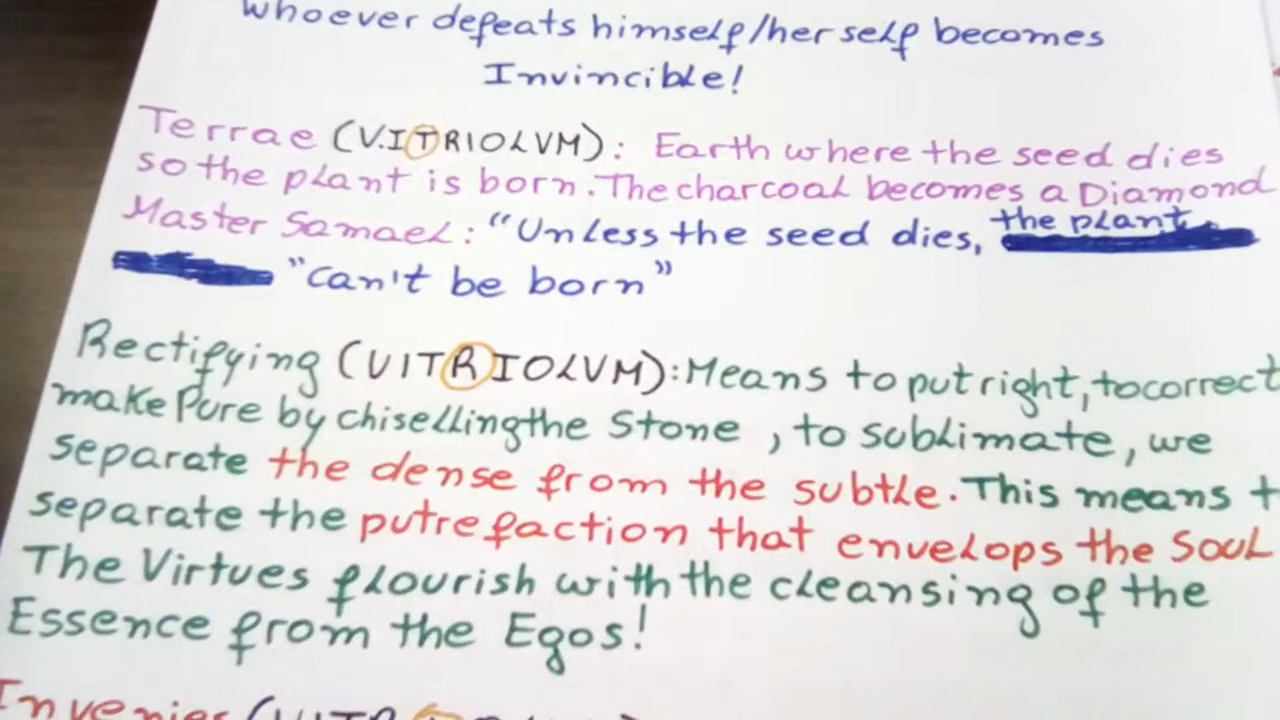 whoever defeats himself/her self becomes
Invincible!
Terrae (V.ITRIOLVM): Earth where the seed dies
so the plant is born. The charcoal becomes a Diamond
Master Samael: "Unless the seed dies, the plant
"can't be born"
Rectifying (VITRIOLVM): Means to put right, to correct
make Pure by chiselling the Stone, to sublimate, we
separate the dense from the subtle. This means t
separate the putrefaction that envelops the Soul
The Virtues flourish with the cleansing of the
Essence from the Egos!